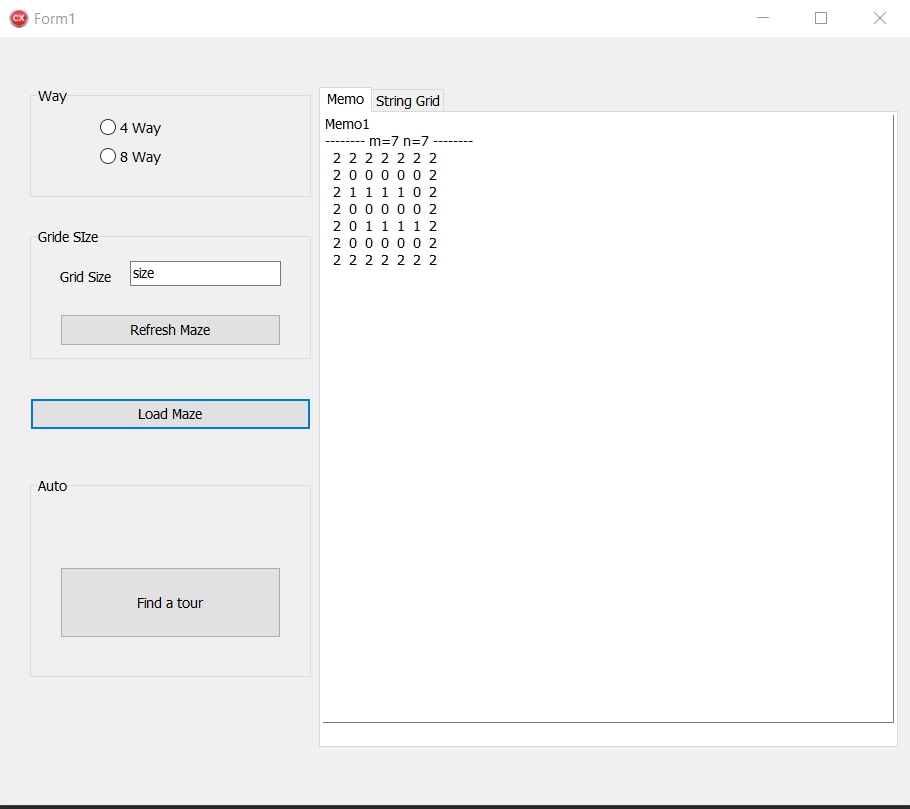 CX Form1
Way
4 Way
8 Way
Gride SIze
Grid Size size
Refresh Maze
Load Maze
Auto
Find a tour
Memo String Grid
Memo1
-------- m=7 n=7 --------
2 2 2 2 2 2 2
2 0 0 0 0 0 2
2 1 1 1 1 0 2
2 0 0 0 0 0 2
2 0 1 1 1 1 2
2 0 0 0 0 0 2
2 2 2 2 2 2 2